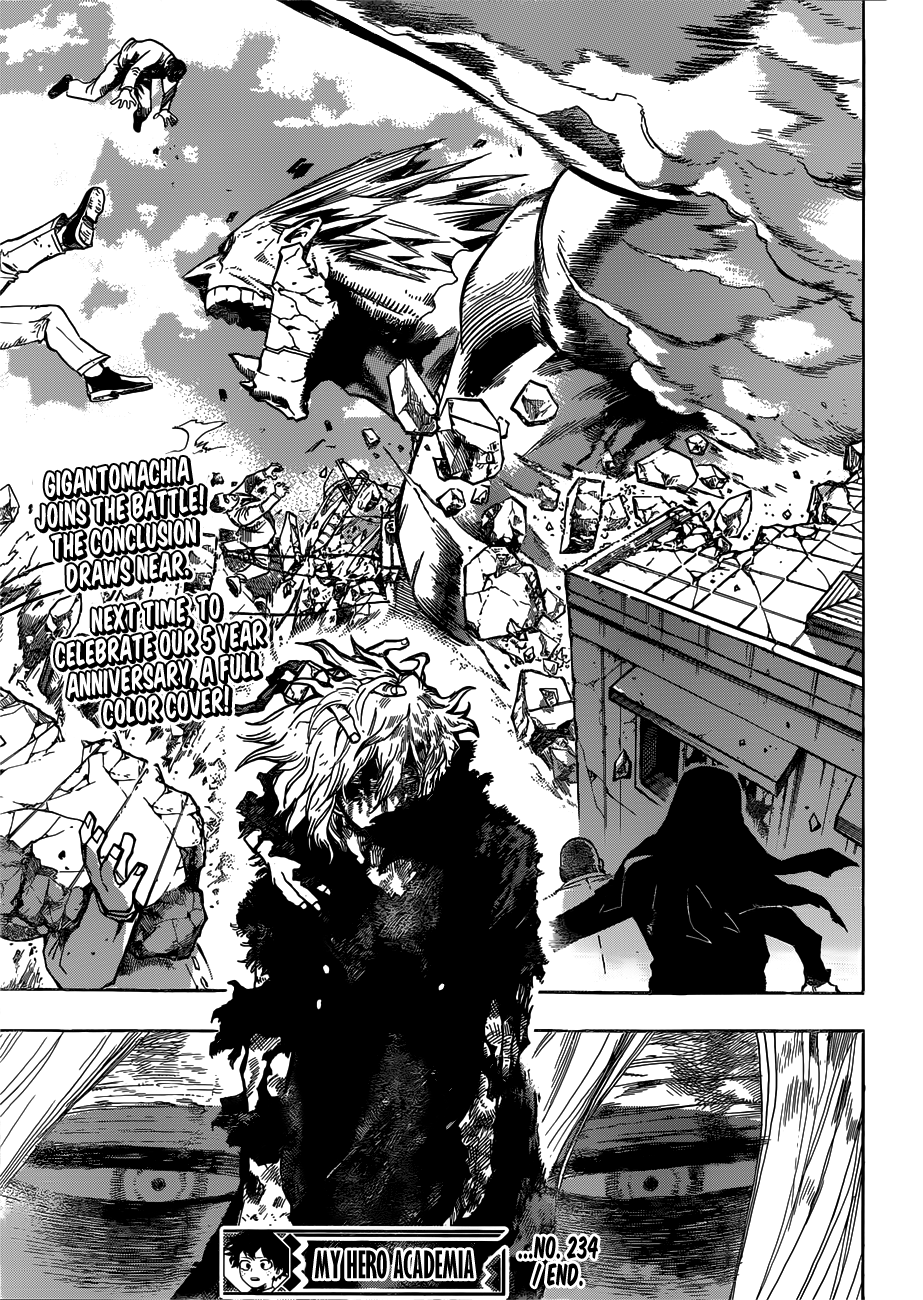 GIGANTOMACHIA
JOINS THE BATTLE!
THE CONCLUSION
DRAWS NEAR.
NEXT TIME, TO
CELEBRATE OUR 5 YEAR
ANNIVERSARY, A FULL
COLOR COVER!
MY HERO ACADEMIA
...NO. 234
/ END.